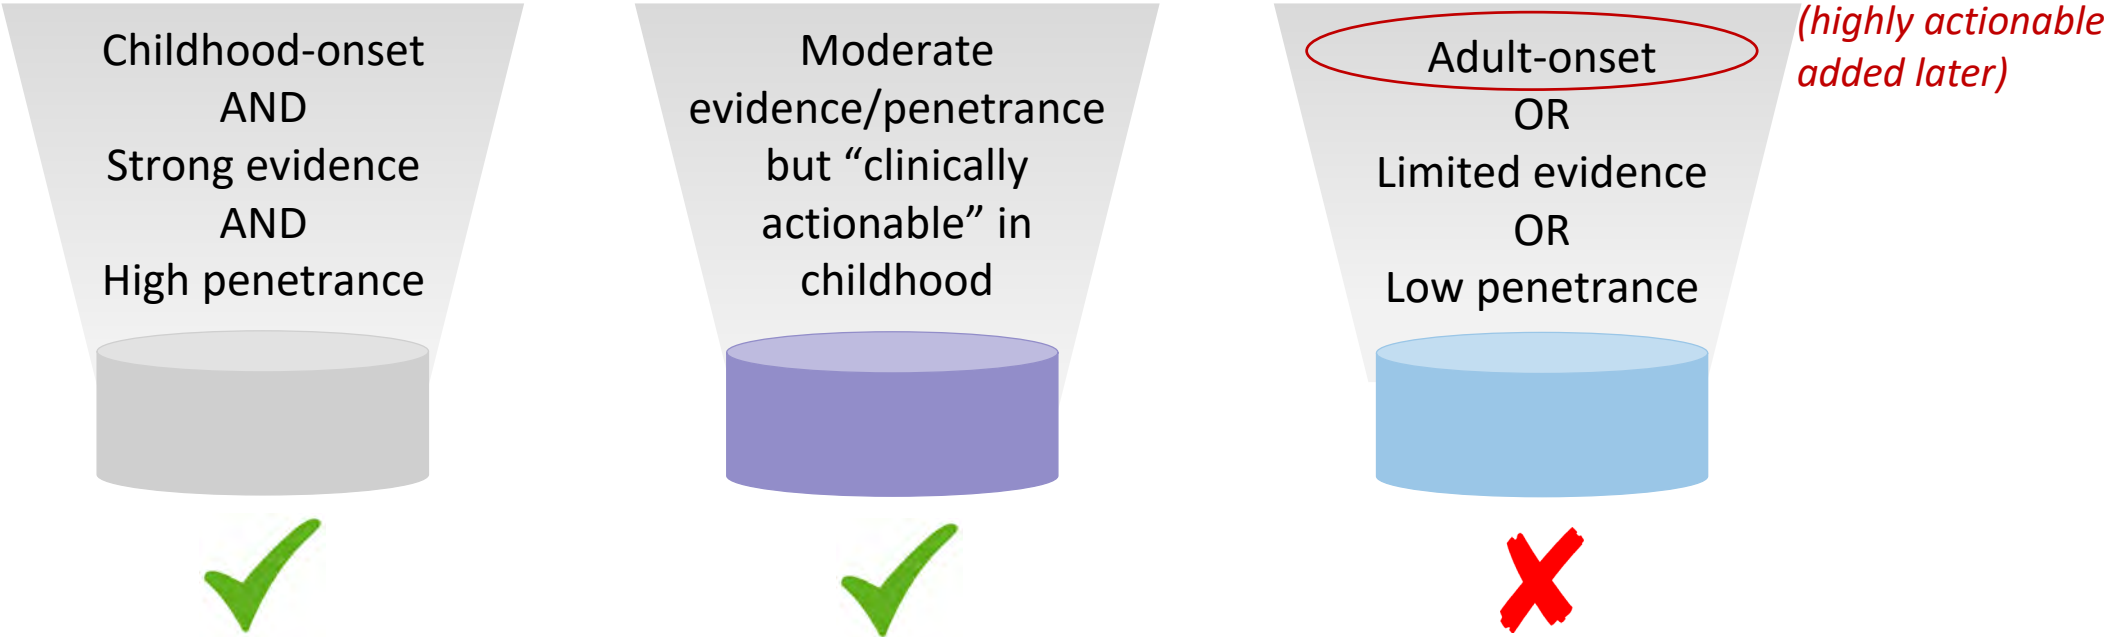 Childhood-onset
AND
Strong evidence
AND
High penetrance
Moderate
evidence/penetrance
but “clinically
actionable” in
childhood
Adult-onset
OR
Limited evidence
OR
Low penetrance
(highly actionable
added later)